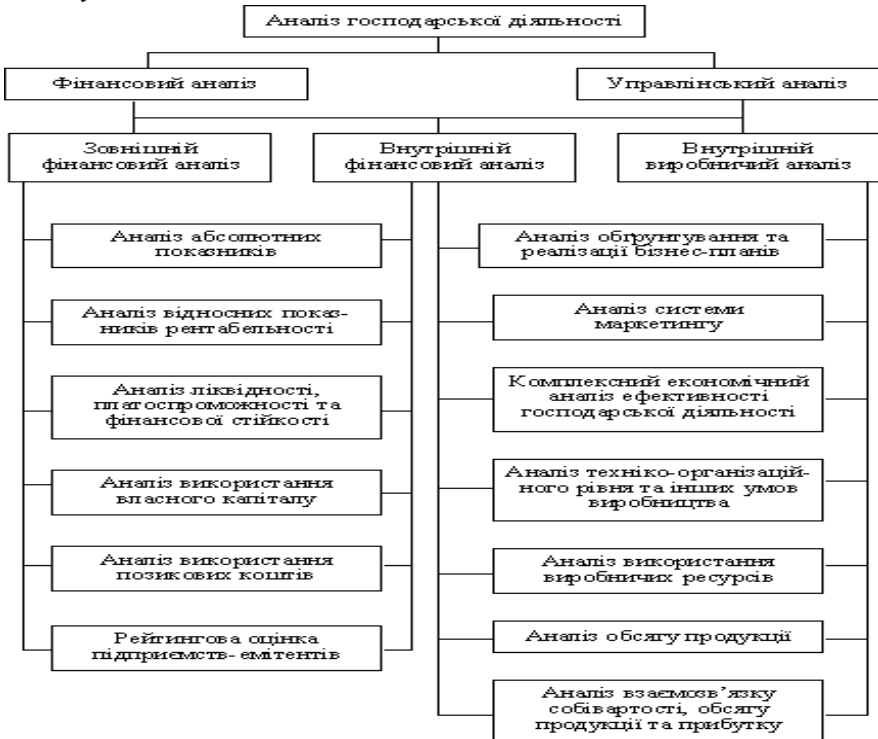 Аналіз господарської діяльності
Фінансовий аналіз
Управлінський аналіз
Зовнішній
фінансовий аналіз
Внутрішній
фінансовий аналіз
Внутрішній
виробничий аналіз
Аналіз абсолютних
показників
Аналіз відносних показ-
ників рентабельності
Аналіз ліквідності,
платоспроможності та
фінансової стійкості
Аналіз використання
власного капіталу
Аналіз використання
позикових коштів
Рейтингова оцінка
підприємств-емітентів
Аналіз обґрунтування та
реалізації бізнес-планів
Аналіз системи
маркетингу
Комплексний економічний
аналіз ефективності
господарської діяльності
Аналіз техніко-організацій-
ного рівня та інших умов
виробництва
Аналіз використання
виробничих ресурсів
Аналіз обсягу продукції
Аналіз взаємозв’язку
собівартості, обсягу
продукції та прибутку